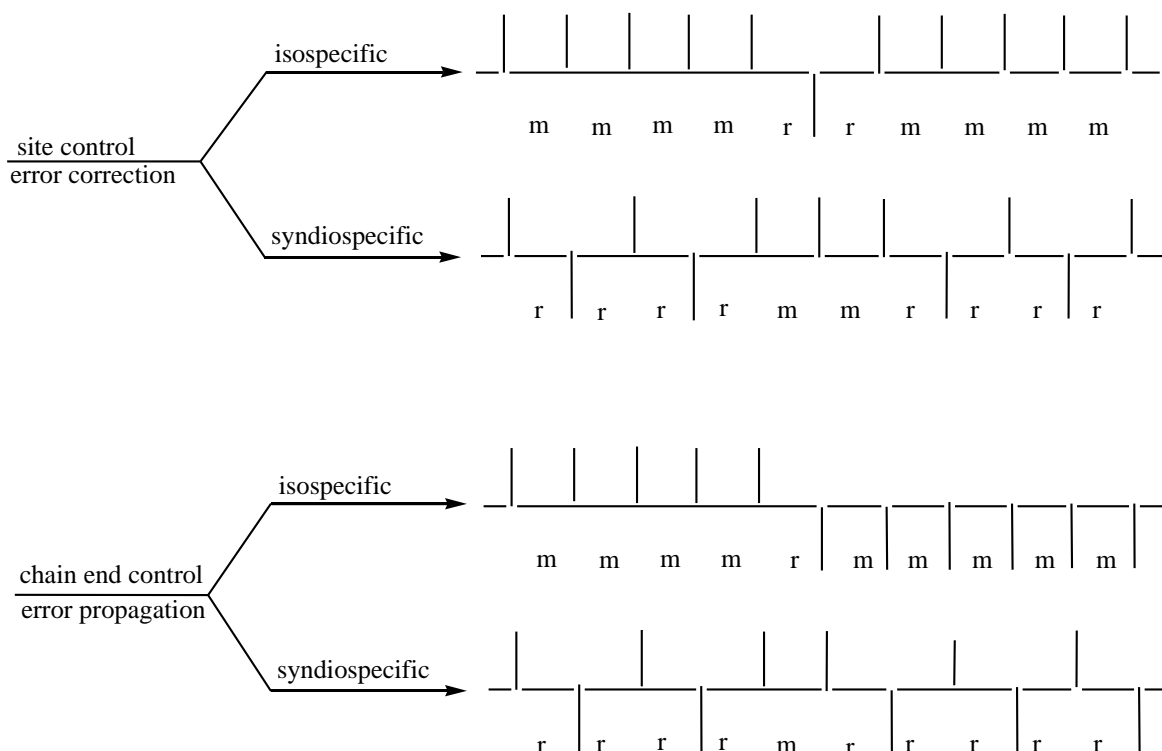 isospecific
m m m m r r m m m m
site control
error correction
syndiospecific
r r r r m m r r r r
isospecific
m m m m r m m m m m
chain end control
error propagation
syndiospecific
r r r r m r r r r r